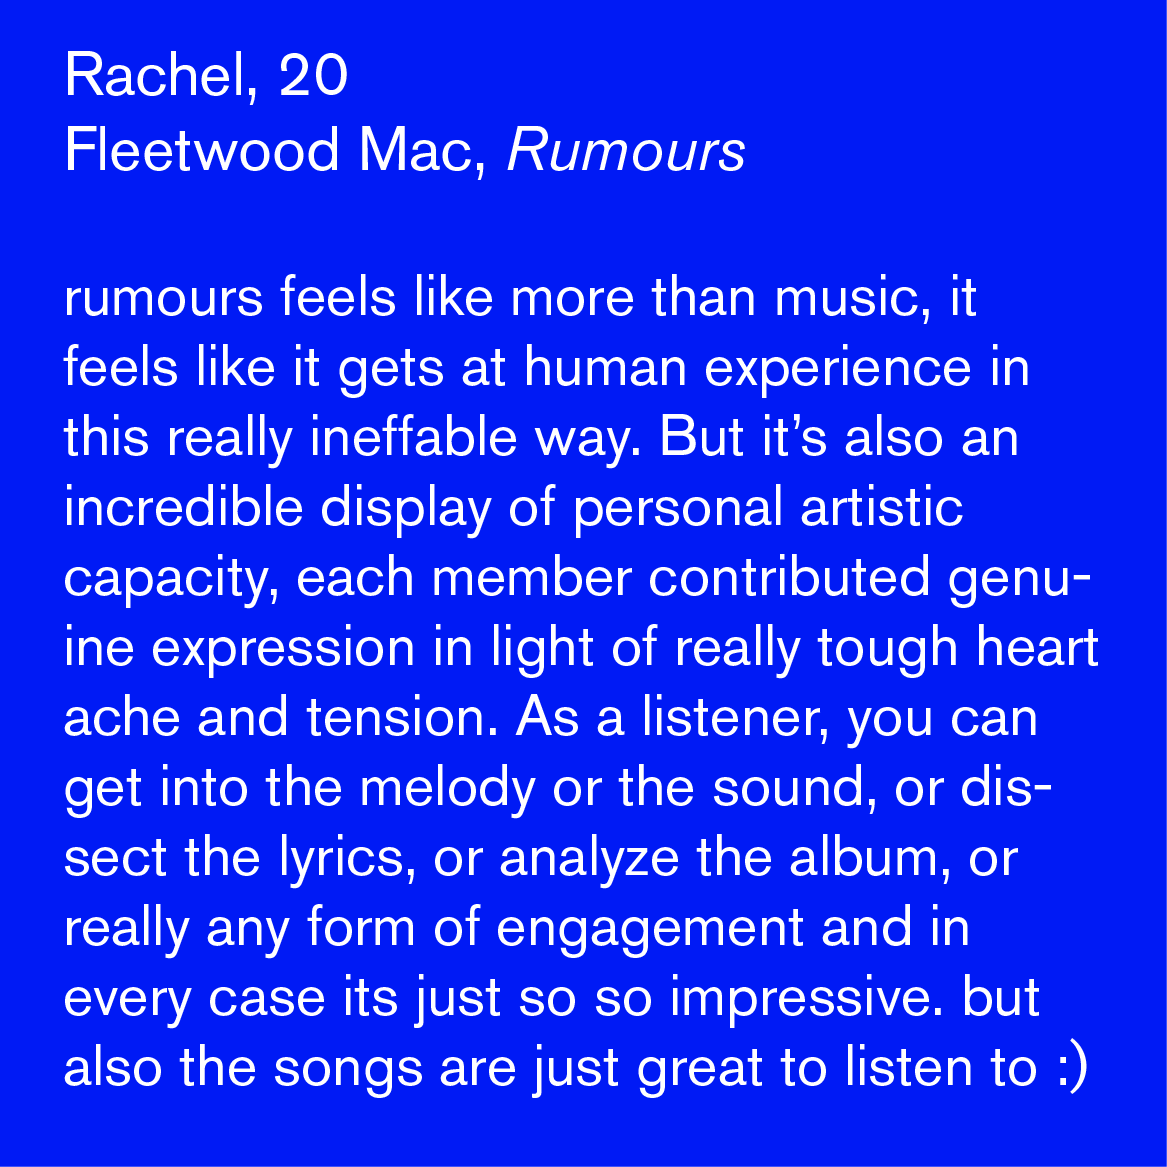 Rachel, 20
Fleetwood Mac, Rumours
rumours feels like more than music, it
feels like it gets at human experience in
this really ineffable way. But it’s also an
incredible display of personal artistic
capacity, each member contributed genu-
ine expression in light of really tough heart
ache and tension. As a listener, you can
get into the melody or the sound, or dis-
sect the lyrics, or analyze the album, or
really any form of engagement and in
every case its just so so impressive. but
also the songs are just great to listen to :)